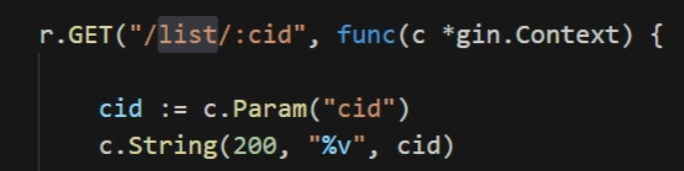 r.GET("/list/:cid", func(c *gin.Context) {
cid := c.Param("cid")
c.String(200, "%v", cid)